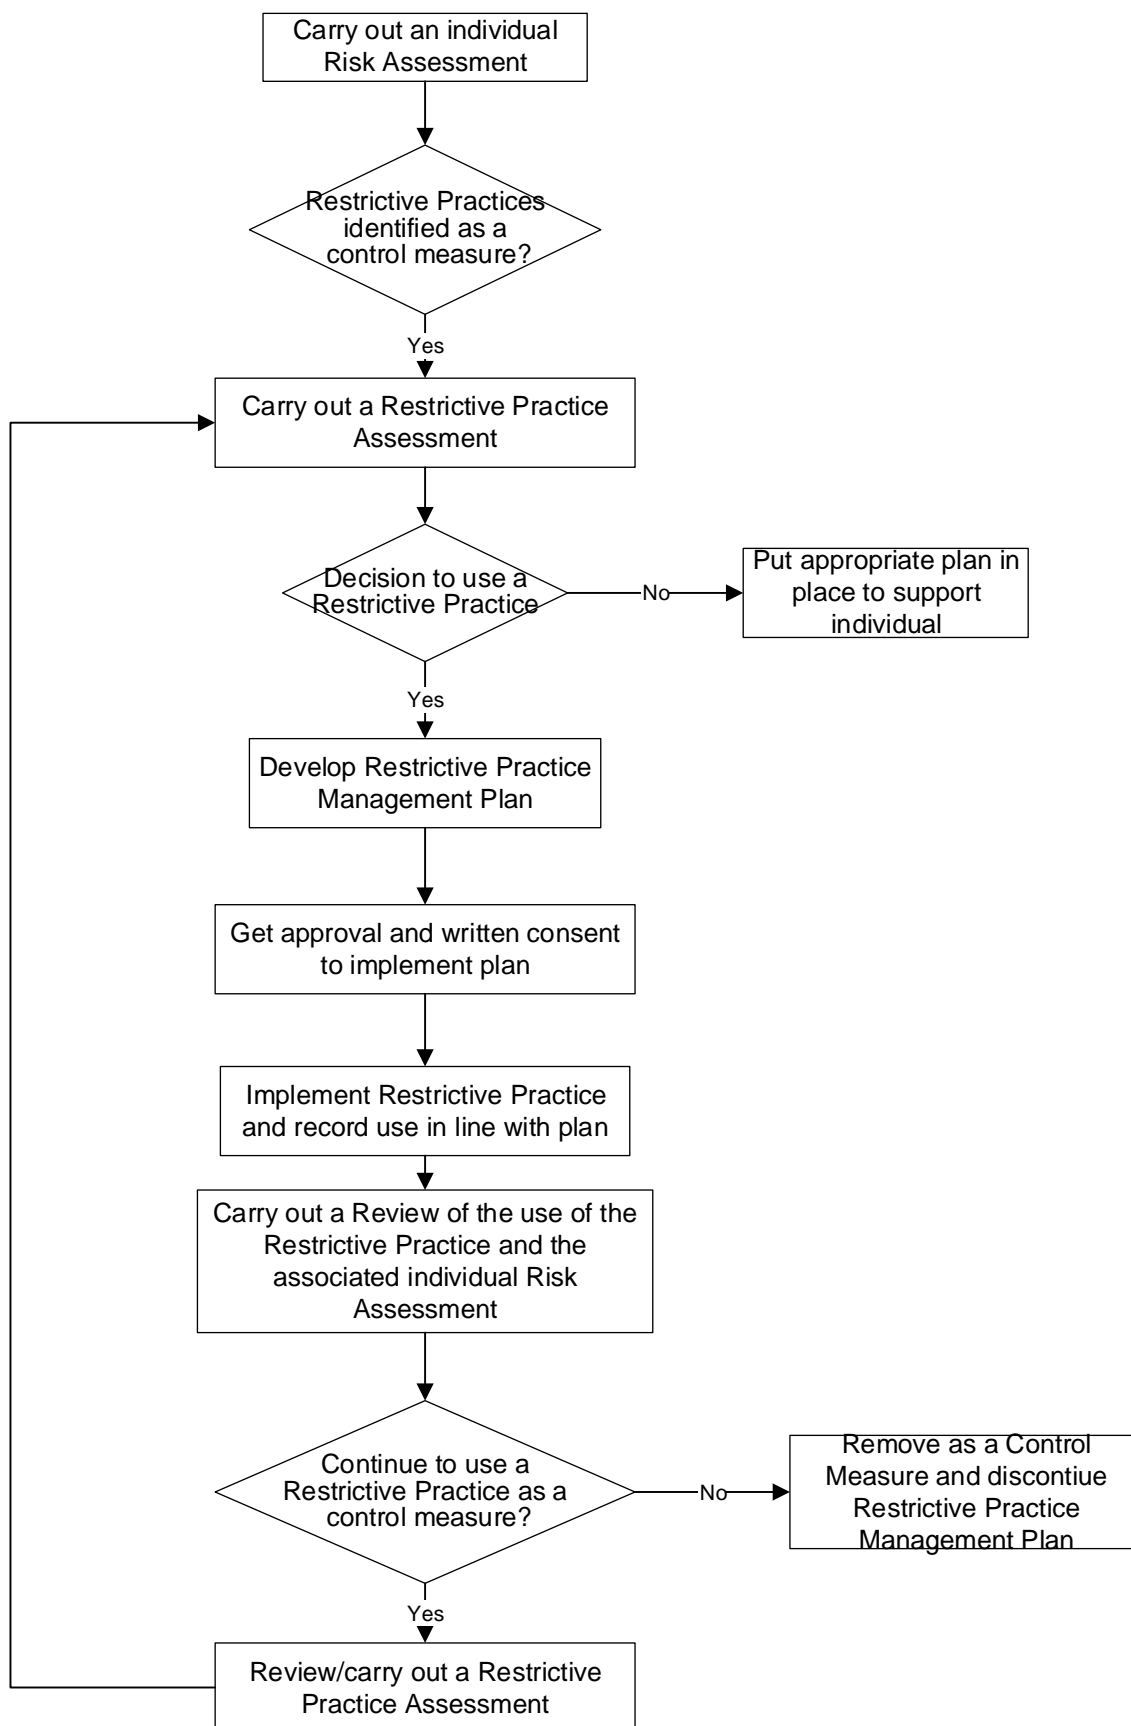 Carry out an individual
Risk Assessment
Restrictive Practices
identified as a
control measure?
Yes
Carry out a Restrictive Practice
Assessment
Decision to use a
Restrictive Practice
No
Put appropriate plan in
place to support
individual
Yes
Develop Restrictive Practice
Management Plan
Get approval and written consent
to implement plan
Implement Restrictive Practice
and record use in line with plan
Carry out a Review of the use of the
Restrictive Practice and the
associated individual Risk
Assessment
Continue to use a
Restrictive Practice as a
control measure?
No
Remove as a Control
Measure and discontiue
Restrictive Practice
Management Plan
Yes
Review/carry out a Restrictive
Practice Assessment